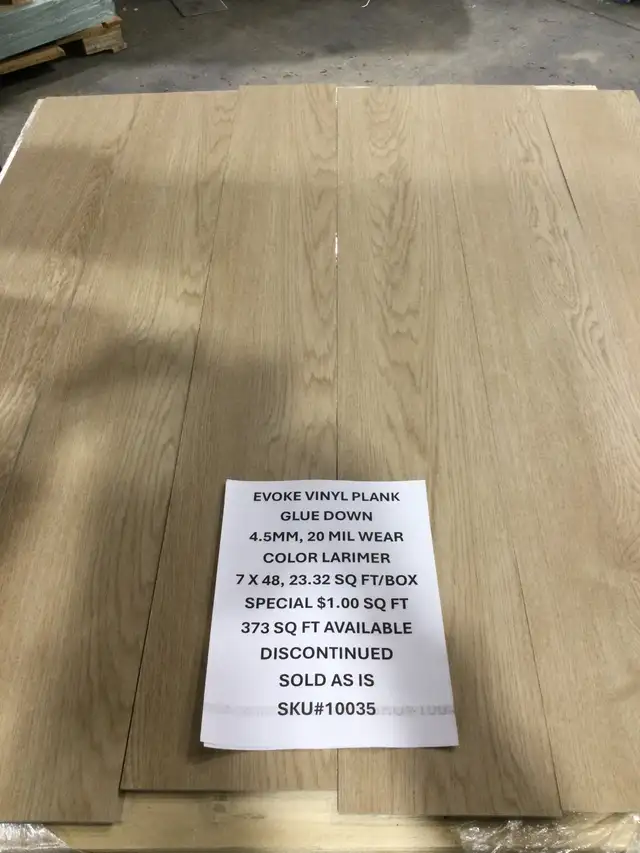 EVOKE VINYL PLANK
GLUE DOWN
4.5MM, 20 MIL WEAR
COLOR LARIMER
7 X 48, 23.32 SQ FT/BOX
SPECIAL $1.00 SQ FT
373 SQ FT AVAILABLE
DISCONTINUED
SOLD AS IS
SKU#10035